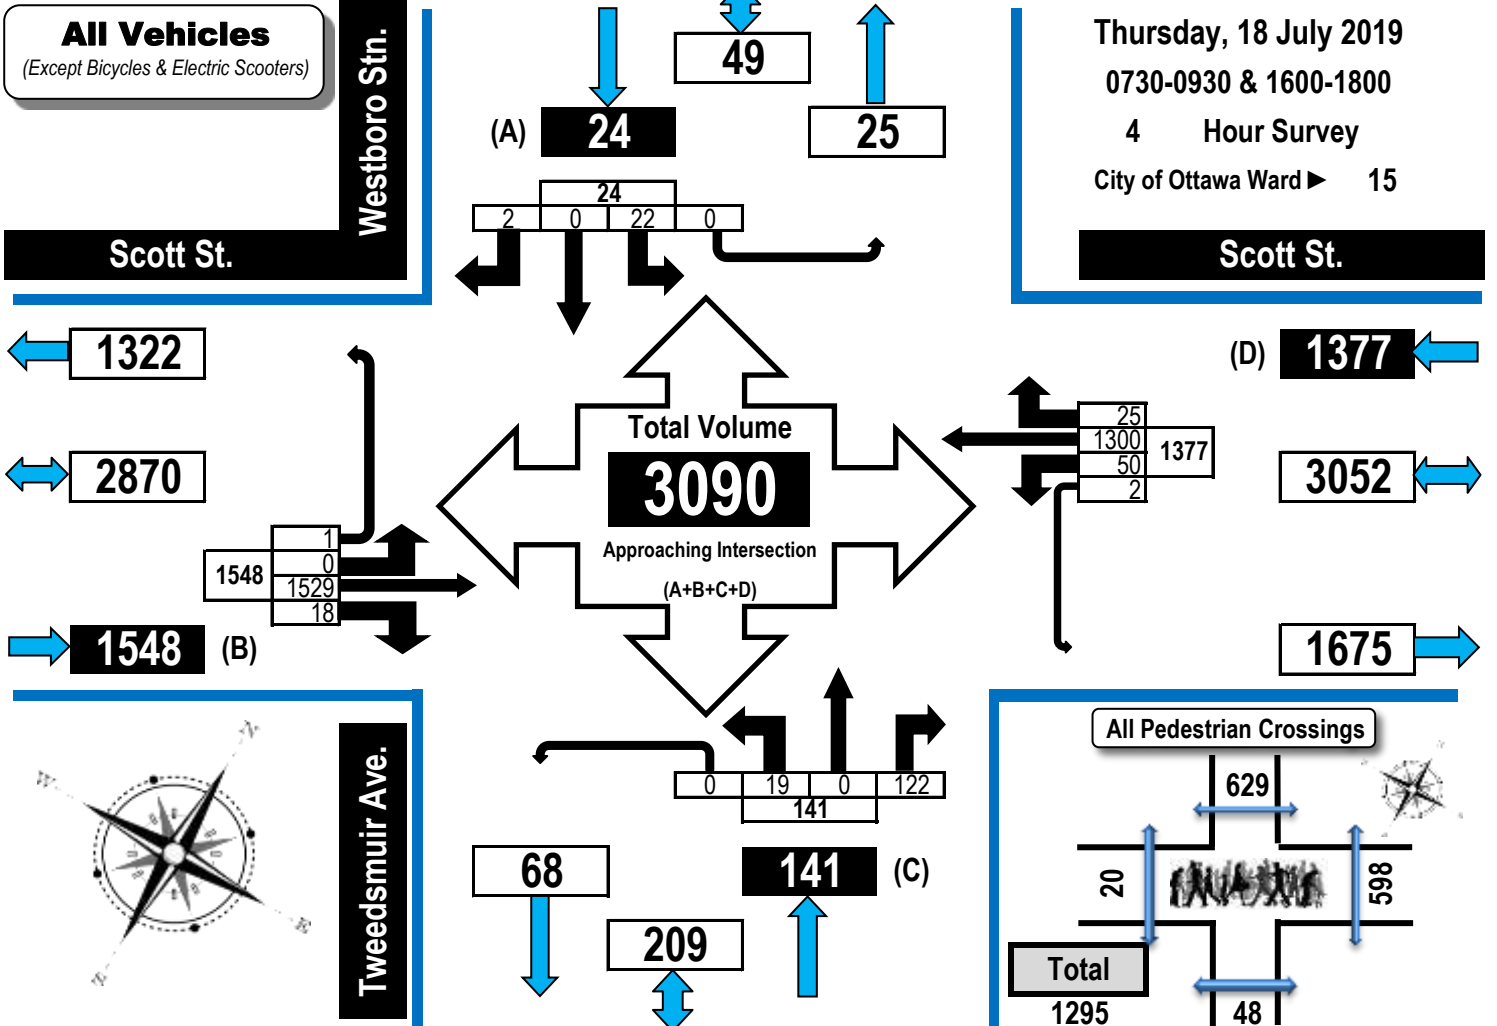 All Vehicles
(Except Bicycles & Electric Scooters)
Westboro Stn.
Scott St.
49
(A)
24
25
24
2
0
22
0
Thursday, 18 July 2019
0730-0930 & 1600-1800
4 Hour Survey
City of Ottawa Ward ► 15
Scott St.
1322
2870
1548
1
0
1529
18
1548
(B)
Total Volume
3090
Approaching Intersection
(A+B+C+D)
(D)
1377
25
1300
50
2
1377
3052
1675
N
W
E
S
Tweedsmuir Ave.
0
19
0
122
141
68
141
(C)
209
All Pedestrian Crossings
629
20
598
Total
1295
48